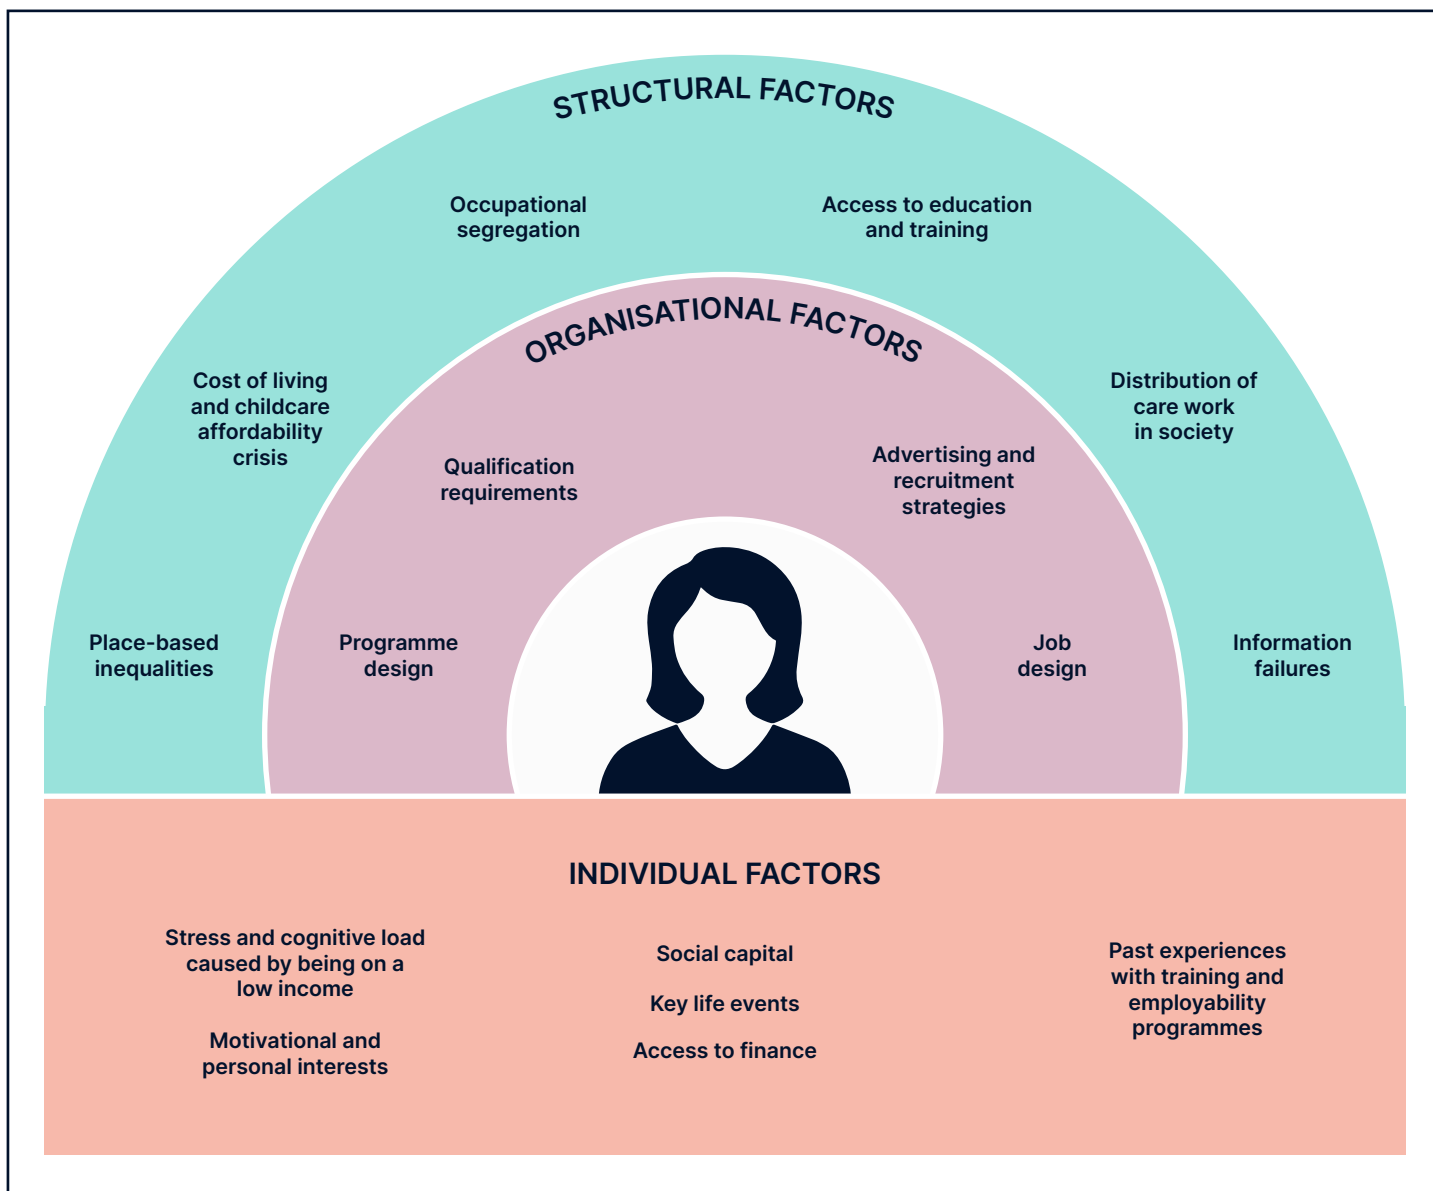 STRUCTURAL FACTORS
Occupational
segregation
Access to education
and training
Cost of living
and childcare
affordability
crisis
Distribution of
care work
in society
Place-based
inequalities
Information
failures
ORGANISATIONAL FACTORS
Qualification
requirements
Advertising and
recruitment
strategies
Programme
design
Job
design
INDIVIDUAL FACTORS
Stress and cognitive load
caused by being on a
low income
Motivational and
personal interests
Social capital
Key life events
Access to finance
Past experiences
with training and
employability
programmes